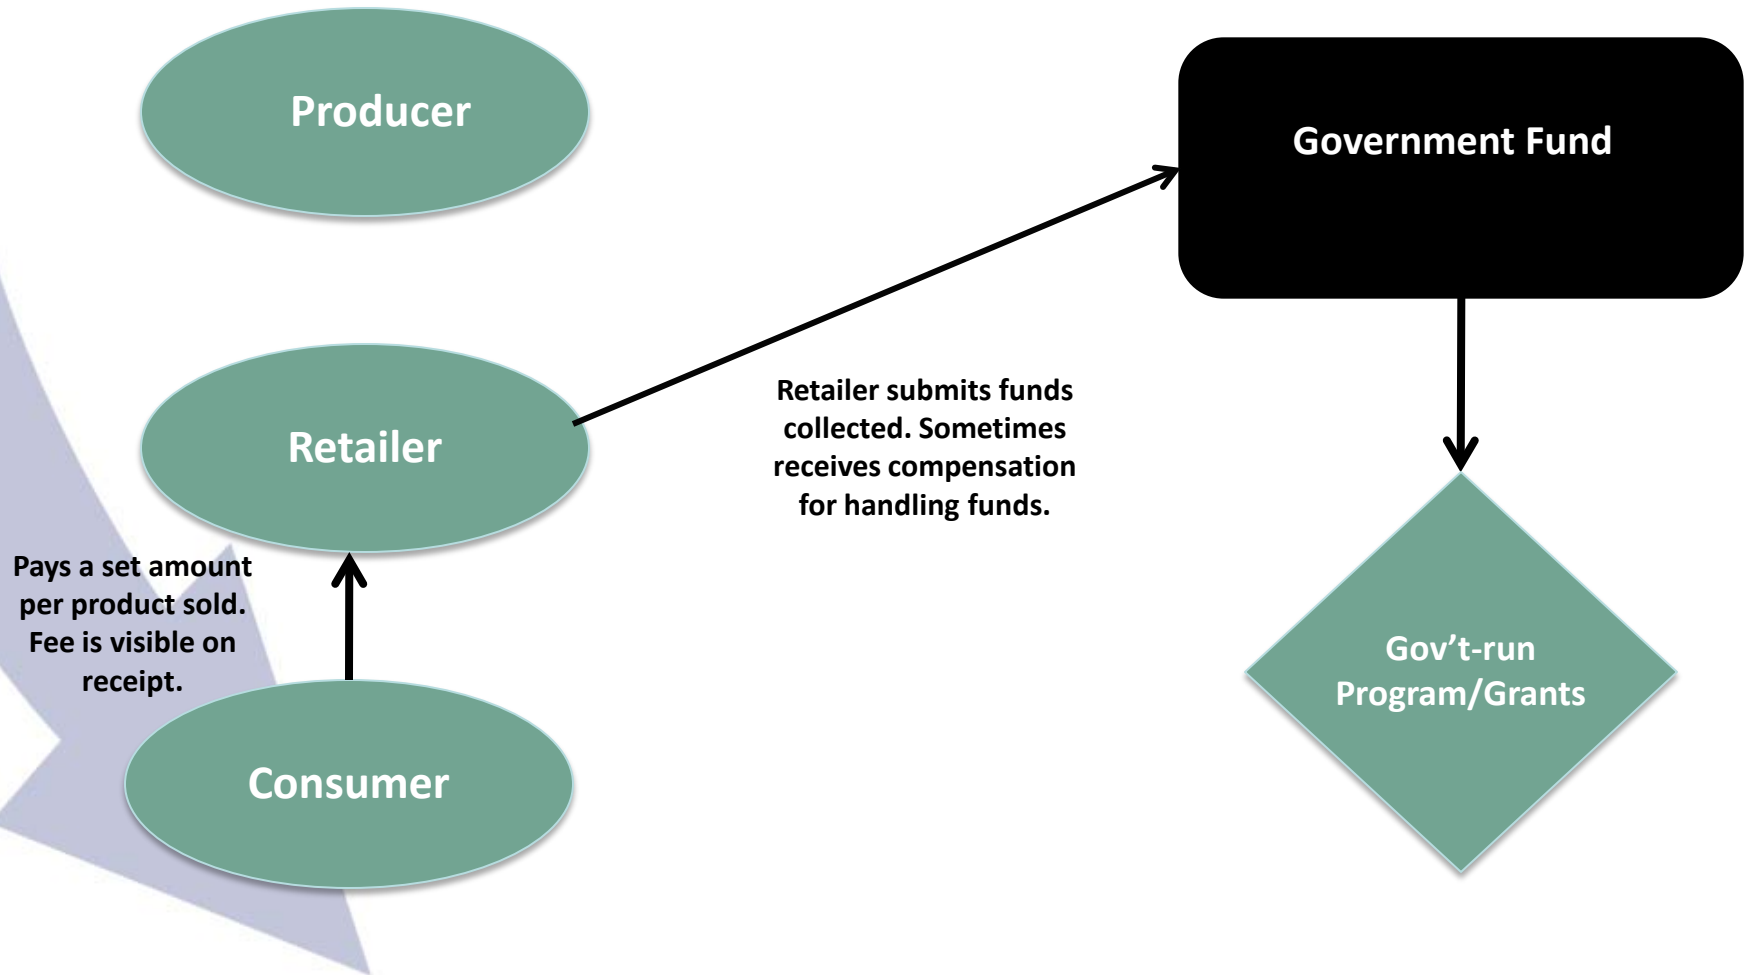 Producer
Government Fund
Retailer submits funds
collected. Sometimes
receives compensation
for handling funds.
Retailer
Pays a set amount
per product sold.
Fee is visible on
receipt.
Gov’t-run
Program/Grants
Consumer